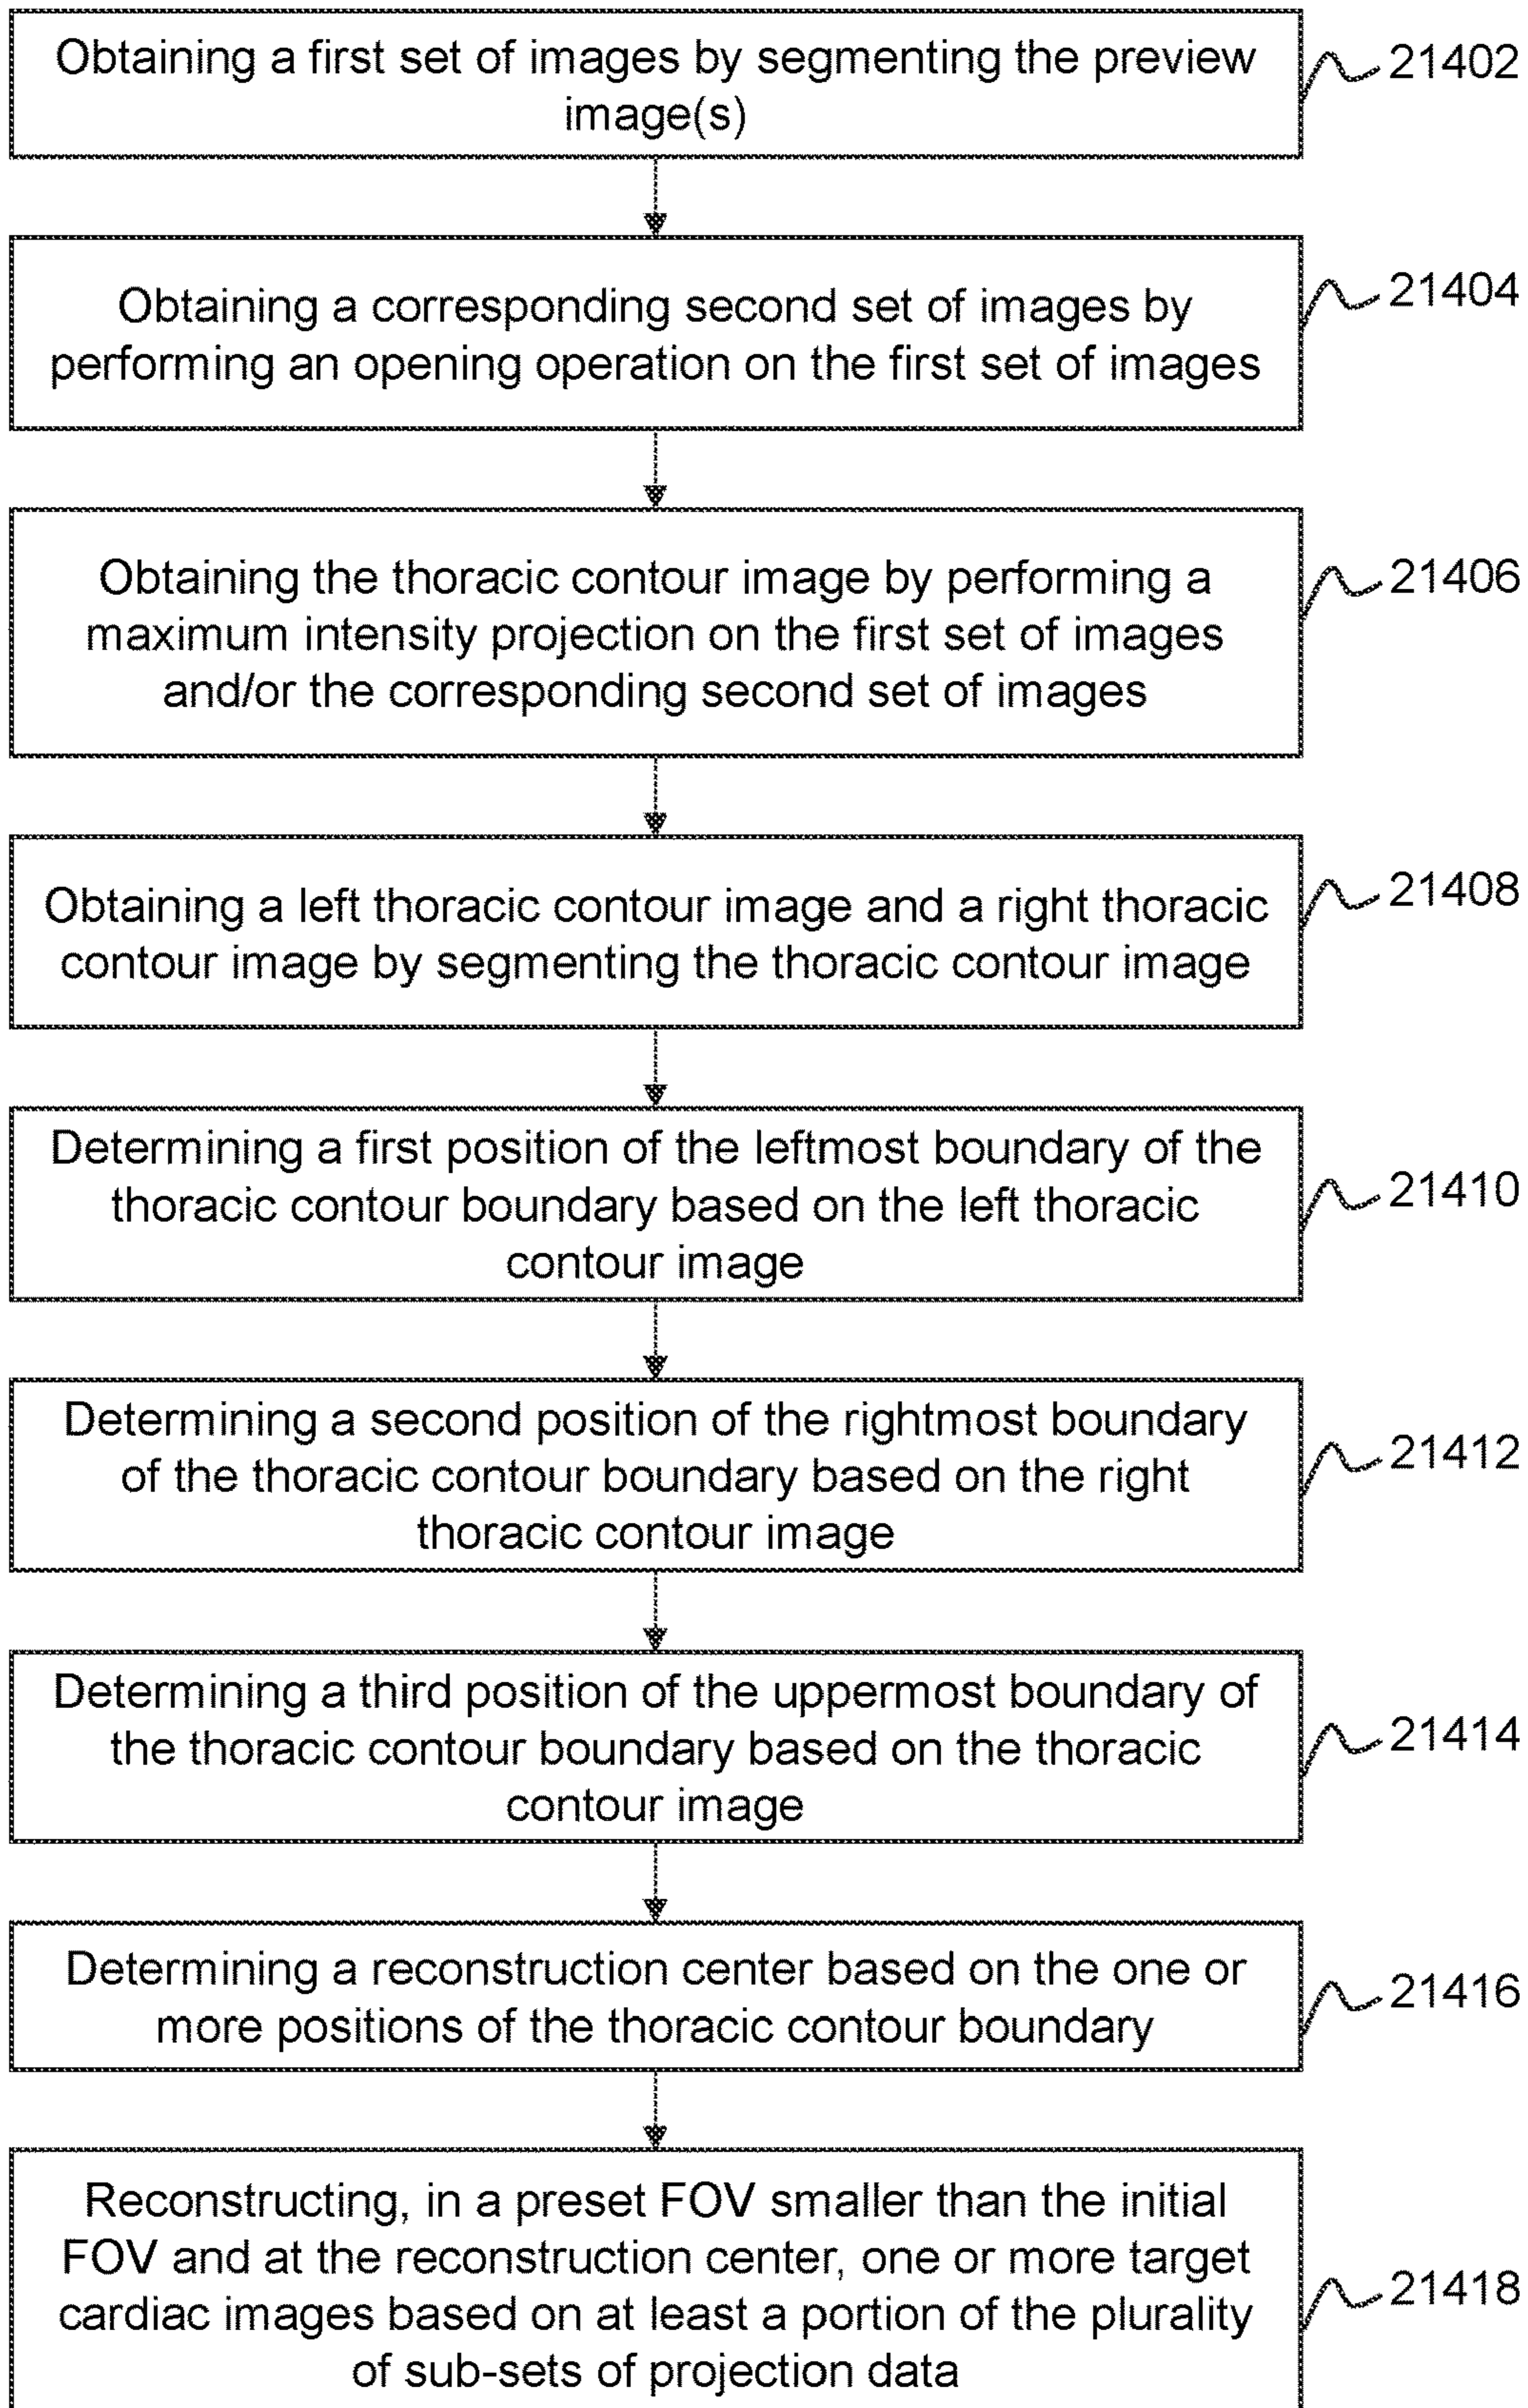 Obtaining a first set of images by segmenting the preview
image(s)
21402
Obtaining a corresponding second set of images by
performing an opening operation on the first set of images
21404
Obtaining the thoracic contour image by performing a
maximum intensity projection on the first set of images
and/or the corresponding second set of images
21406
Obtaining a left thoracic contour image and a right thoracic
contour image by segmenting the thoracic contour image
21408
Determining a first position of the leftmost boundary of the
thoracic contour boundary based on the left thoracic
contour image
21410
Determining a second position of the rightmost boundary
of the thoracic contour boundary based on the right
thoracic contour image
21412
Determining a third position of the uppermost boundary of
the thoracic contour boundary based on the thoracic
contour image
21414
Determining a reconstruction center based on the one or
more positions of the thoracic contour boundary
21416
Reconstructing, in a preset FOV smaller than the initial
FOV and at the reconstruction center, one or more target
cardiac images based on at least a portion of the plurality
of sub-sets of projection data
21418